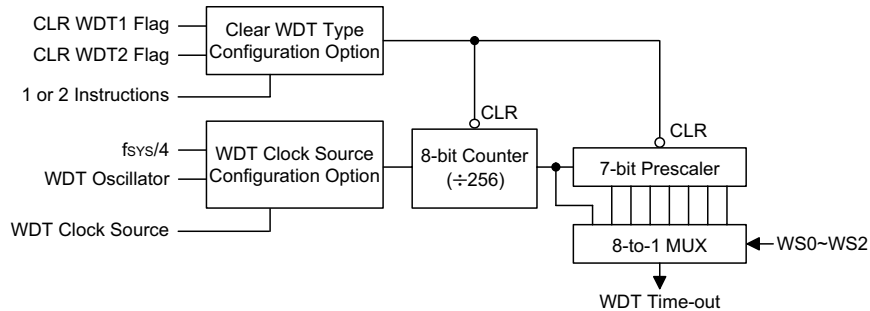 CLR WDT1 Flag
CLR WDT2 Flag
1 or 2 Instructions
Clear WDT Type
Configuration Option
CLR
CLR
fSYS/4
WDT Oscillator
WDT Clock Source
WDT Clock Source
Configuration Option
8-bit Counter
(÷256)
7-bit Prescaler
8-to-1 MUX
WS0~WS2
WDT Time-out